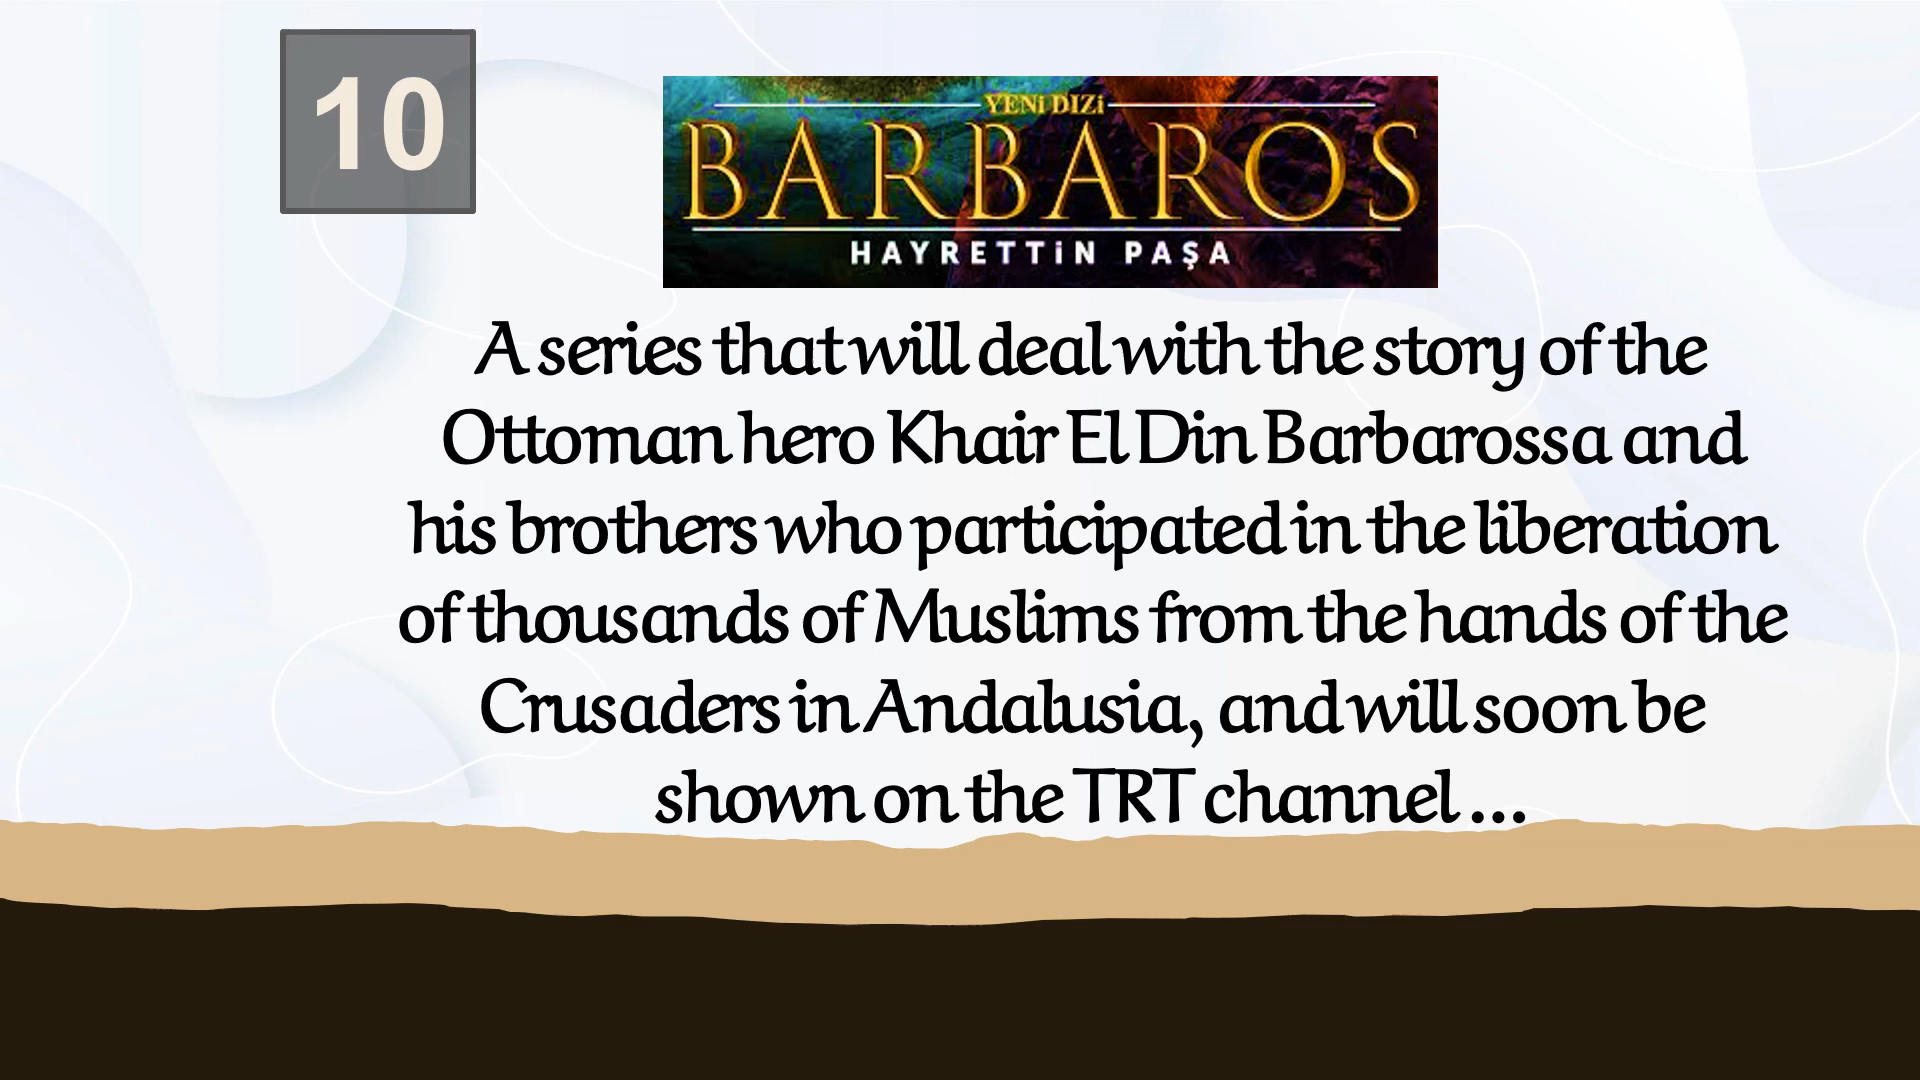 10
YENİ DIZİ
BARBAROS
HAYRETTİN PAŞA
A series that will deal with the story of the
Ottoman hero Khair El Din Barbarossa and
his brothers who participated in the liberation
of thousands of Muslims from the hands of the
Crusaders in Andalusia, and will soon be
shown on the TRT channel ...